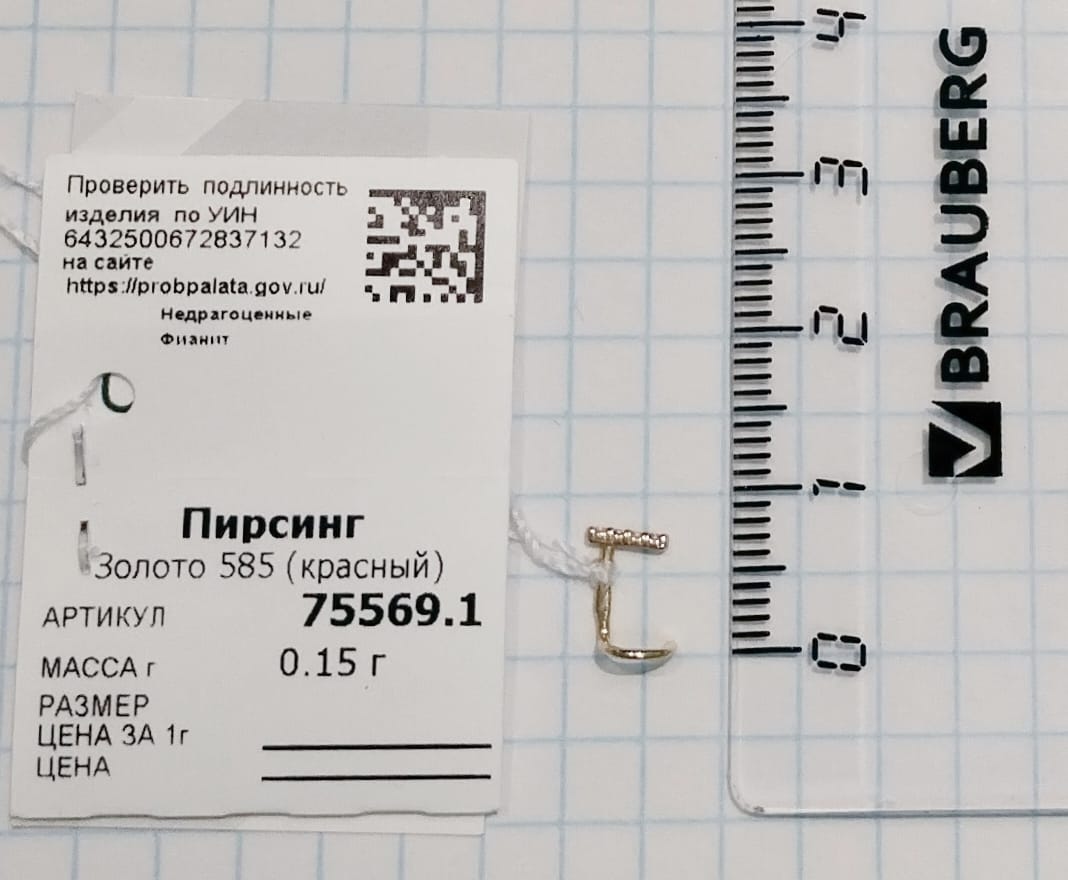 Проверить подлинность
изделия по УИН
6432500672837132
на сайте
https://probpalata.gov.ru/
Недрагоценные
Фианит
Пирсинг
Золото 585 (красный)
АРТИКУЛ 75569.1
МАССА г 0.15 г
РАЗМЕР
ЦЕНА ЗА 1г
ЦЕНА
4
3
2
1
0
BRAUBERG